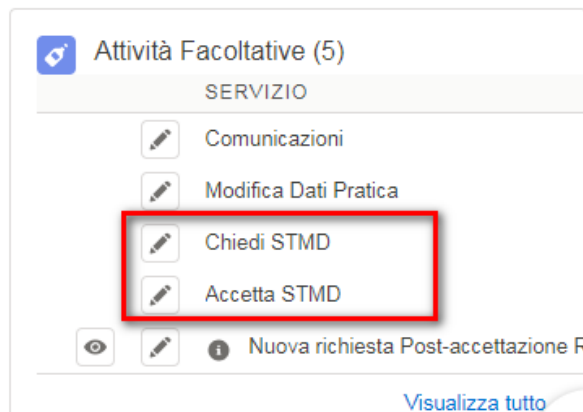 Attività Facoltative (5)
SERVIZIO
Comunicazioni
Modifica Dati Pratica
Chiedi STMD
Accetta STMD
Nuova richiesta Post-accettazione R
Visualizza tutto